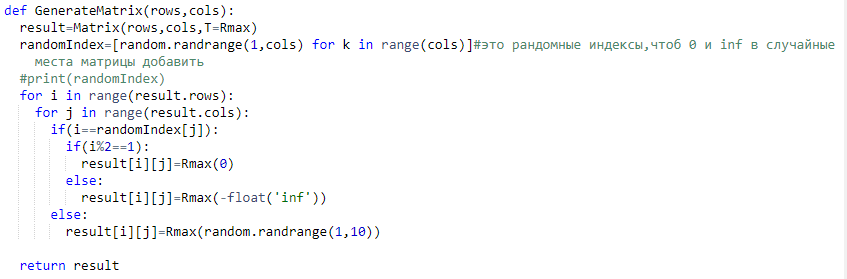 def GenerateMatrix(rows,cols):
  result=Matrix(rows,cols,T=Rmax)
  randomIndex=[random.randrange(1,cols) for k in range(cols)]#это рандомные индексы,чтоб 0 и inf в случайные
    места матрицы добавить
  #print(randomIndex)
  for i in range(result.rows):
    for j in range(result.cols):
      if(i==randomIndex[j]):
        if(i%2==1):
          result[i][j]=Rmax(0)
        else:
          result[i][j]=Rmax(-float('inf'))
      else:
        result[i][j]=Rmax(random.randrange(1,10))
  return result